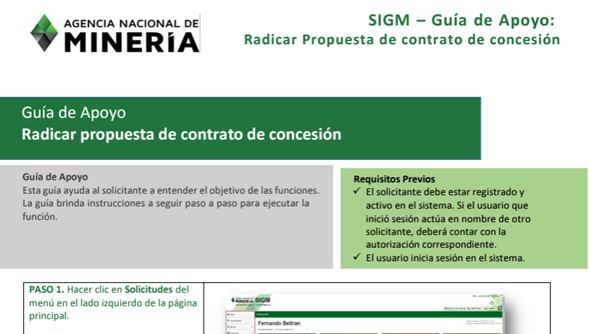 AGENCIA NACIONAL DE
MINERÍA
SIGM – Guía de Apoyo:
Radicar Propuesta de contrato de concesión
Guía de Apoyo
Radicar propuesta de contrato de concesión
Guía de Apoyo
Esta guía ayuda al solicitante a entender el objetivo de las funciones.
La guía brinda instrucciones a seguir paso a paso para ejecutar la
función.
Requisitos Previos
✓ El solicitante debe estar registrado y
activo en el sistema. Si el usuario que
inició sesión actúa en nombre de otro
solicitante, deberá contar con la
autorización correspondiente.
✓ El usuario inicia sesión en el sistema.
PASO 1. Hacer clic en Solicitudes del
menú en el lado izquierdo de la página
principal.
MINERÍA SIGM
Fernando Beltran